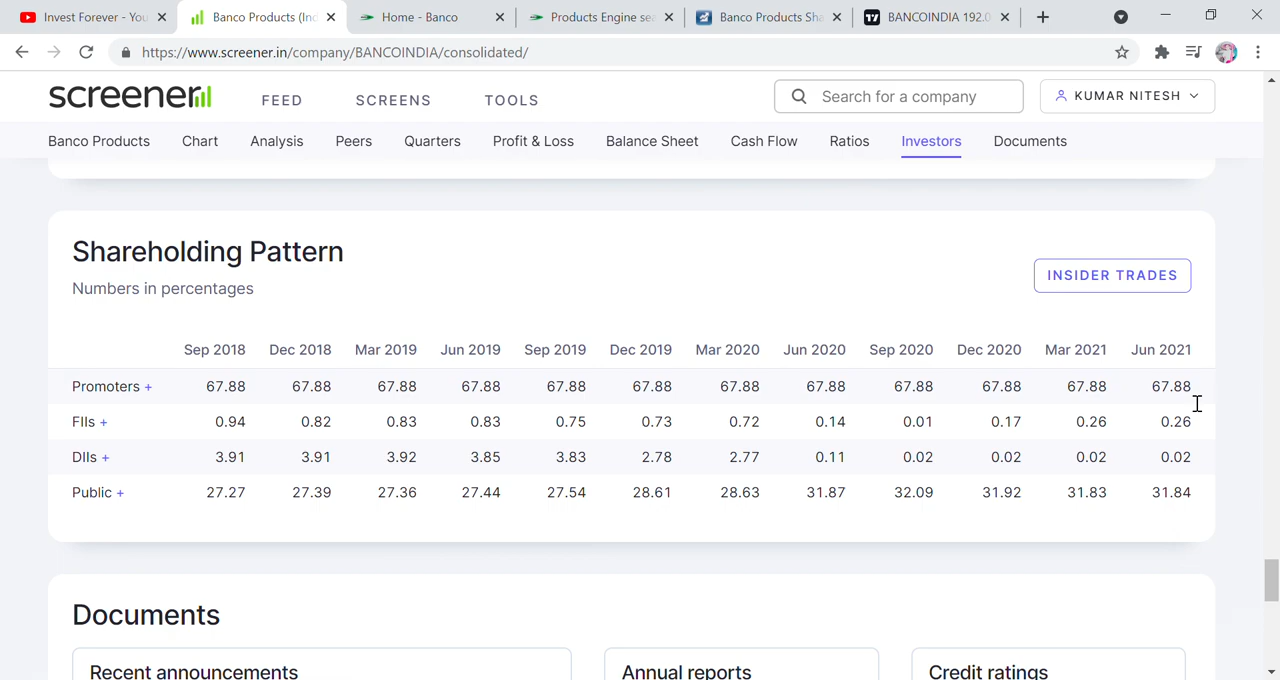 Invest Forever - You
Banco Products (Ind
Home - Banco
Products Engine sea
Banco Products Sha
BANCOINDIA 192.0
https://www.screener.in/company/BANCOINDIA/consolidated/
screener
FEED
SCREENS
TOOLS
Search for a company
KUMAR NITESH
Banco Products Chart Analysis Peers Quarters Profit & Loss Balance Sheet Cash Flow Ratios Investors Documents
Shareholding Pattern
Numbers in percentages
INSIDER TRADES
Sep 2018 Dec 2018 Mar 2019 Jun 2019 Sep 2019 Dec 2019 Mar 2020 Jun 2020 Sep 2020 Dec 2020 Mar 2021 Jun 2021
Promoters + 67.88 67.88 67.88 67.88 67.88 67.88 67.88 67.88 67.88 67.88 67.88 67.88
FIIs + 0.94 0.82 0.83 0.83 0.75 0.73 0.72 0.14 0.01 0.17 0.26 0.26
DIIs + 3.91 3.91 3.92 3.85 3.83 2.78 2.77 0.11 0.02 0.02 0.02 0.02
Public + 27.27 27.39 27.36 27.44 27.54 28.61 28.63 31.87 32.09 31.92 31.83 31.84
Documents
Recent announcements
Annual reports
Credit ratings